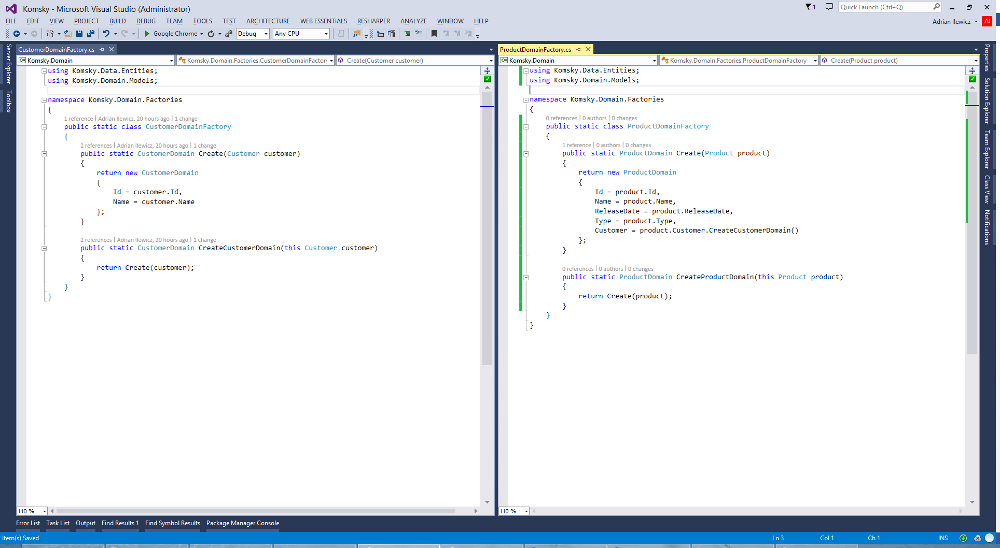 Komsky - Microsoft Visual Studio (Administrator)
1
Quick Launch (Ctrl+Q)
FILE EDIT VIEW PROJECT BUILD DEBUG TEAM TOOLS TEST ARCHITECTURE WEB ESSENTIALS RESHARPER ANALYZE WINDOW HELP
Adrian Ilewicz AI
Google Chrome Debug Any CPU
Server Explorer
Toolbox
CustomerDomainFactory.cs
C# Komsky.Domain Komsky.Domain.Factories.CustomerDomainFactory Create(Customer customer)
using Komsky.Data.Entities;
using Komsky.Domain.Models;
namespace Komsky.Domain.Factories
{
1 reference | Adrian Ilewicz, 20 hours ago | 1 change
public static class CustomerDomainFactory
{
2 references | Adrian Ilewicz, 20 hours ago | 1 change
public static CustomerDomain Create(Customer customer)
{
return new CustomerDomain
{
Id = customer.Id,
Name = customer.Name
};
}
2 references | Adrian Ilewicz, 20 hours ago | 1 change
public static CustomerDomain CreateCustomerDomain(this Customer customer)
{
return Create(customer);
}
}
}
110 %
ProductDomainFactory.cs
C# Komsky.Domain Komsky.Domain.Factories.ProductDomainFactory Create(Product product)
using Komsky.Data.Entities;
using Komsky.Domain.Models;
namespace Komsky.Domain.Factories
{
0 references | 0 authors | 0 changes
public static class ProductDomainFactory
{
1 reference | 0 authors | 0 changes
public static ProductDomain Create(Product product)
{
return new ProductDomain
{
Id = product.Id,
Name = product.Name,
ReleaseDate = product.ReleaseDate,
Type = product.Type,
Customer = product.Customer.CreateCustomerDomain()
};
}
0 references | 0 authors | 0 changes
public static ProductDomain CreateProductDomain(this Product product)
{
return Create(product);
}
}
}
110 %
Properties
Solution Explorer
Team Explorer
Class View
Notifications
Error List Task List Output Find Results 1 Find Symbol Results Package Manager Console
Item(s) Saved Ln 3 Col 1 Ch 1 INS